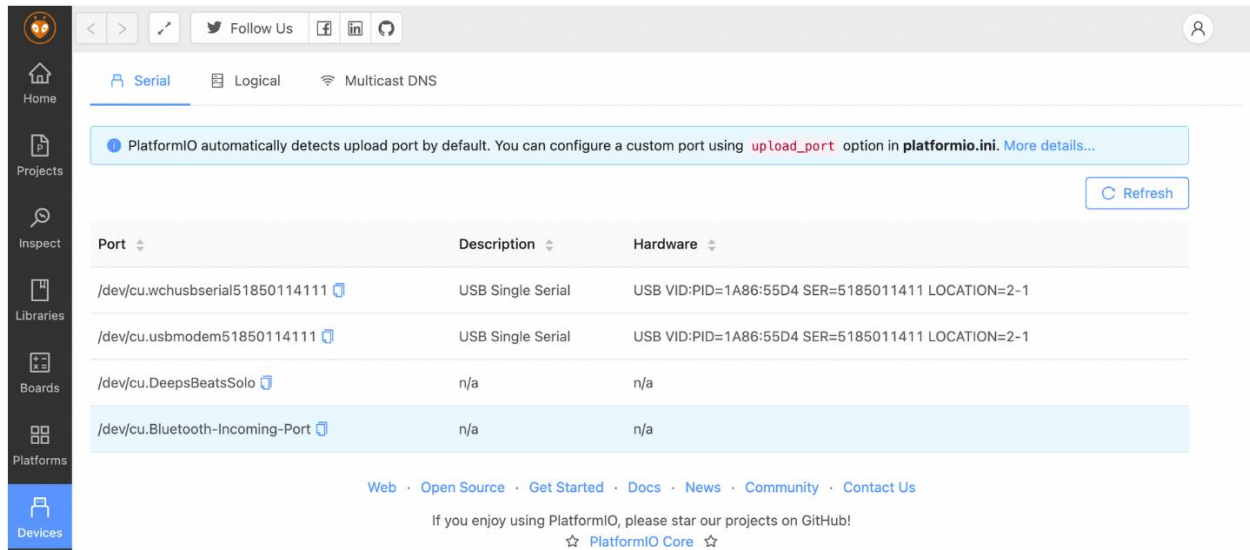 Follow Us
Home
Serial Logical Multicast DNS
PlatformIO automatically detects upload port by default. You can configure a custom port using upload_port option in platformio.ini. More details...
Projects
Refresh
Inspect
Port Description Hardware
/dev/cu.wchusbserial51850114111 USB Single Serial USB VID:PID=1A86:55D4 SER=5185011411 LOCATION=2-1
Libraries
/dev/cu.usbmodem51850114111 USB Single Serial USB VID:PID=1A86:55D4 SER=5185011411 LOCATION=2-1
Boards
/dev/cu.DeepsBeatsSolo n/a n/a
/dev/cu.Bluetooth-Incoming-Port n/a n/a
Platforms
Web · Open Source · Get Started · Docs · News · Community · Contact Us
Devices
If you enjoy using PlatformIO, please star our projects on GitHub!
☆ PlatformIO Core ☆